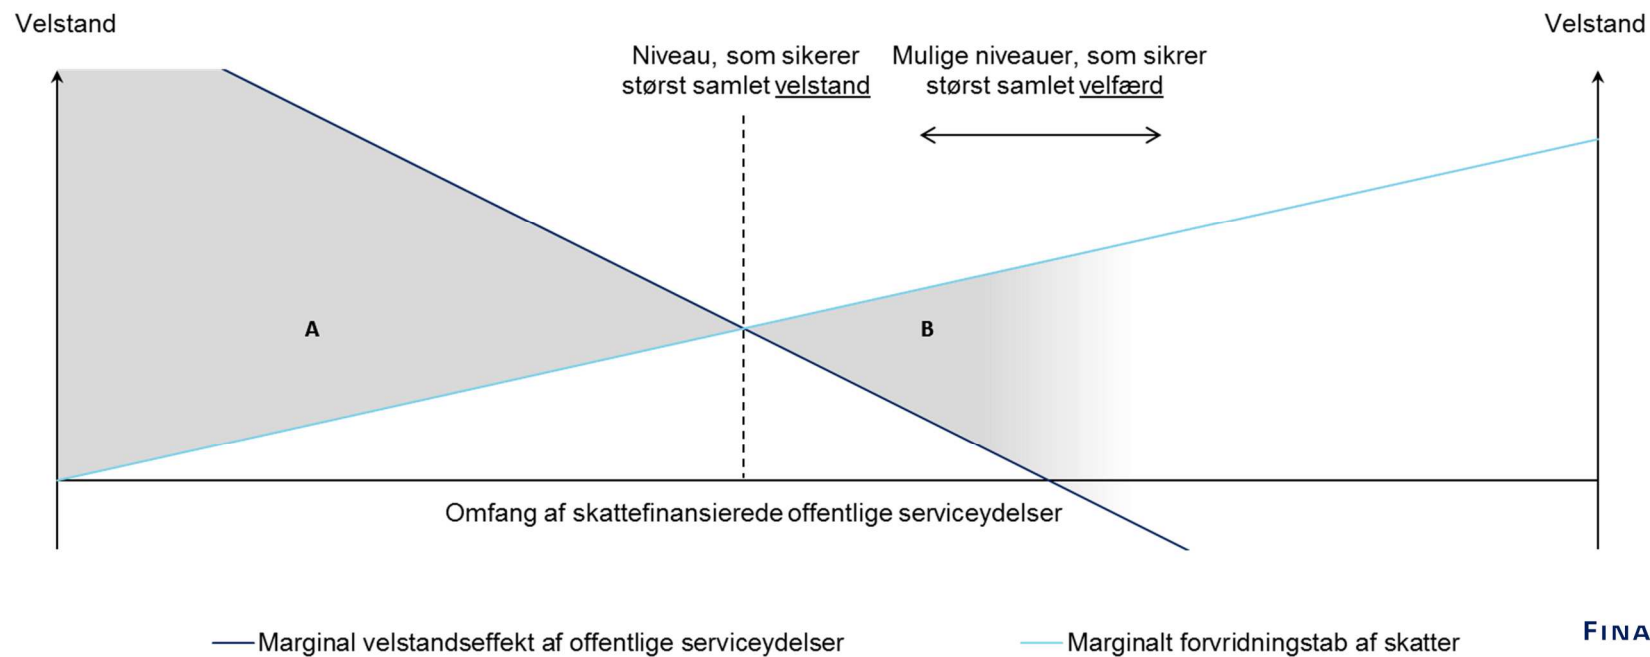 Velstand
Velstand
Niveau, som sikerer
størst samlet velstand
Mulige niveauer, som sikrer
størst samlet velfærd
A
B
Omfang af skattefinansierede offentlige serviceydelser
Marginal velstandseffekt af offentlige serviceydelser
Marginalt forvridningstab af skatter
FINA